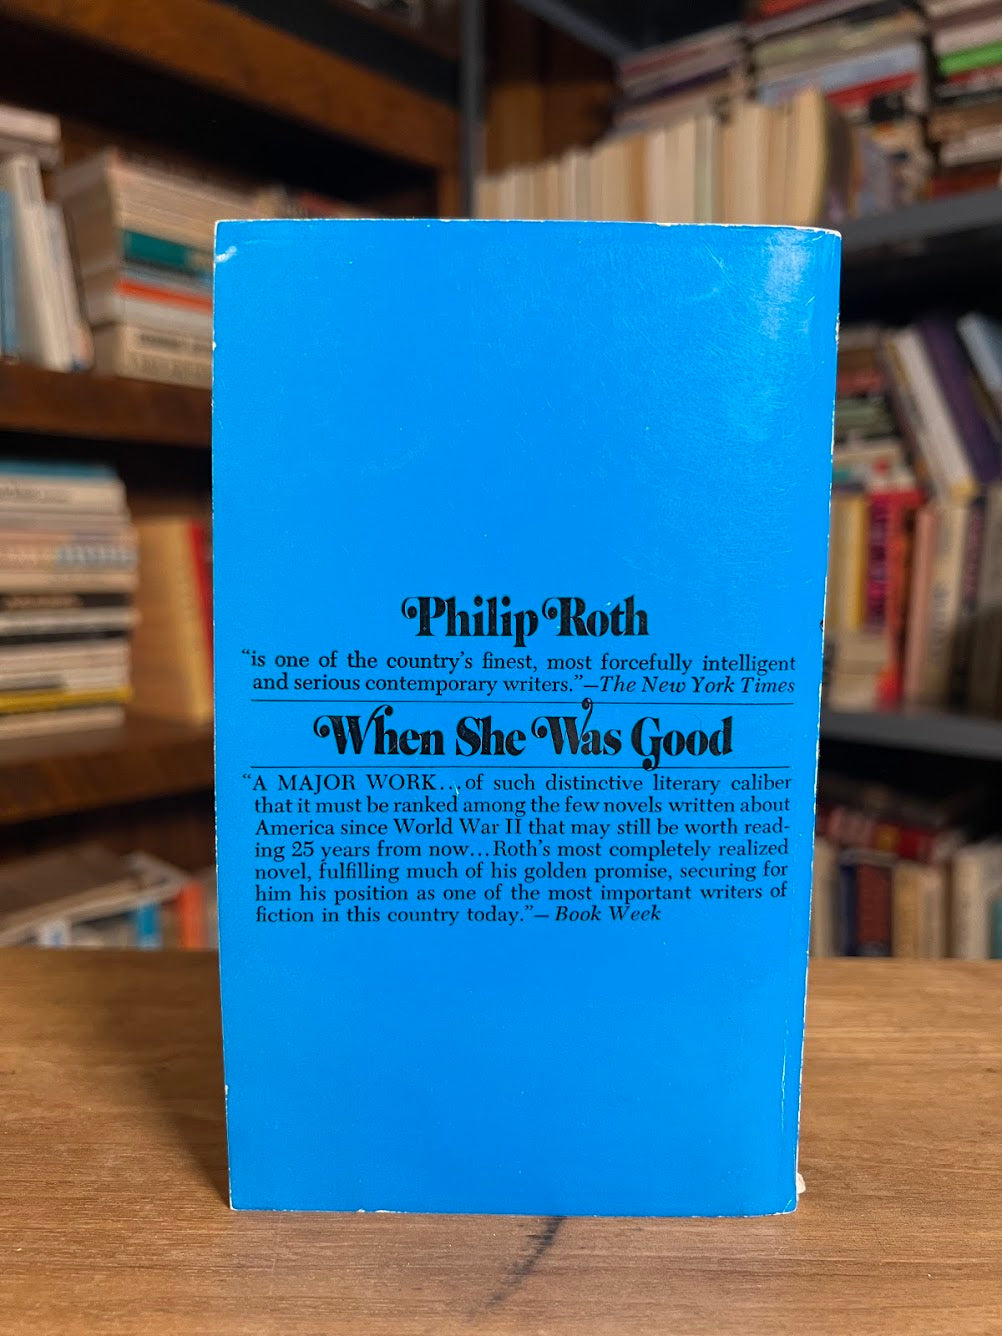 Philip Roth
“is one of the country’s finest, most forcefully intelligent
and serious contemporary writers.”—The New York Times
When She Was Good
“A MAJOR WORK...of such distinctive literary caliber
that it must be ranked among the few novels written about
America since World War II that may still be worth read-
ing 25 years from now...Roth’s most completely realized
novel, fulfilling much of his golden promise, securing for
him his position as one of the most important writers of
fiction in this country today.”—Book Week